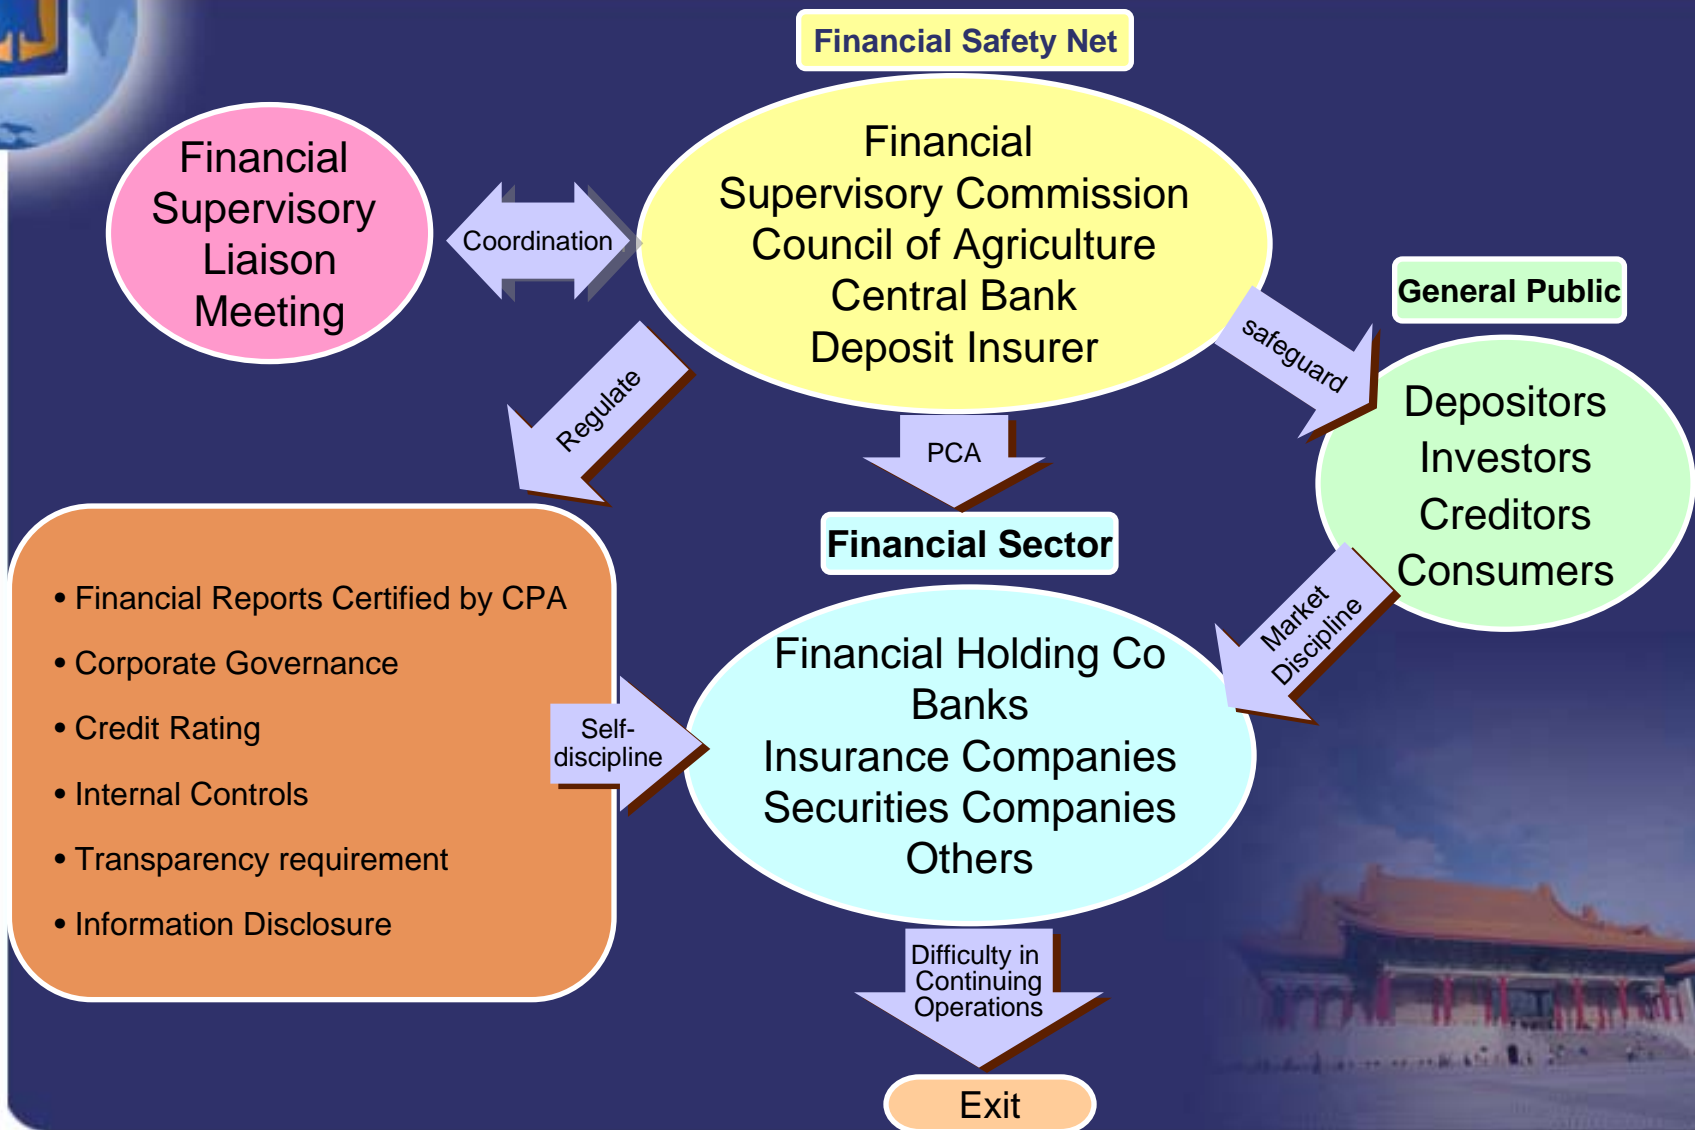 Financial Safety Net
Financial
Supervisory Commission
Council of Agriculture
Central Bank
Deposit Insurer
Financial
Supervisory
Liaison
Meeting
Coordination
General Public
safeguard
Depositors
Investors
Creditors
Consumers
Regulate
PCA
Market
Discipline
Financial Sector
Financial Holding Co
Banks
Insurance Companies
Securities Companies
Others
• Financial Reports Certified by CPA
• Corporate Governance
• Credit Rating
• Internal Controls
• Transparency requirement
• Information Disclosure
Self-
discipline
Difficulty in
Continuing
Operations
Exit